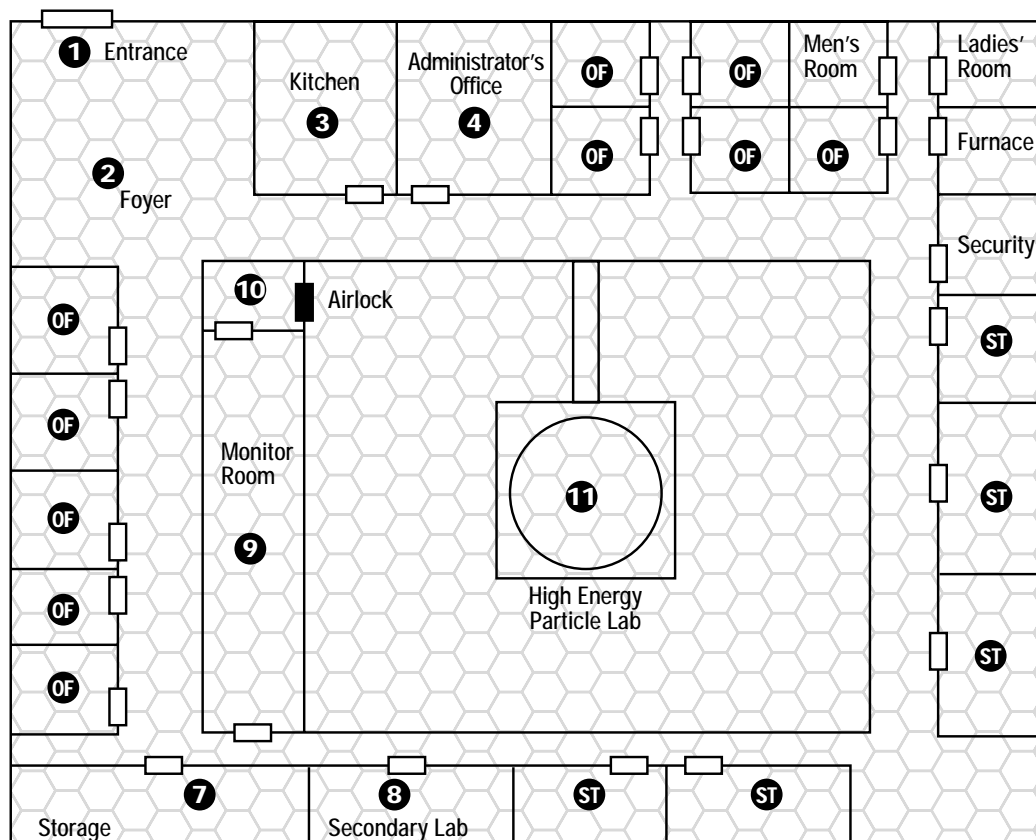 1 Entrance
Kitchen
3
Administrator's
Office
4
OF
OF
Men's
Room
Ladies'
Room
OF
OF
OF
Furnace
2
Foyer
Security
10
Airlock
OF
ST
OF
Monitor
Room
11
ST
OF
9
High Energy
Particle Lab
OF
ST
OF
7
8
ST
ST
Storage
Secondary Lab